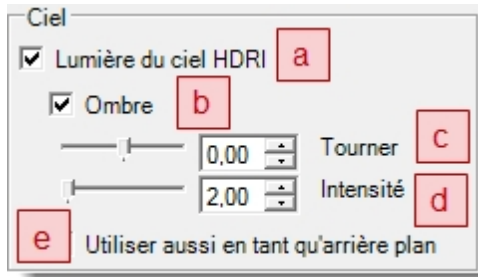 Ciel
Lumière du ciel HDRI a
Ombre b
0,00 Tourner c
2,00 Intensité d
e Utiliser aussi en tant qu'arrière plan